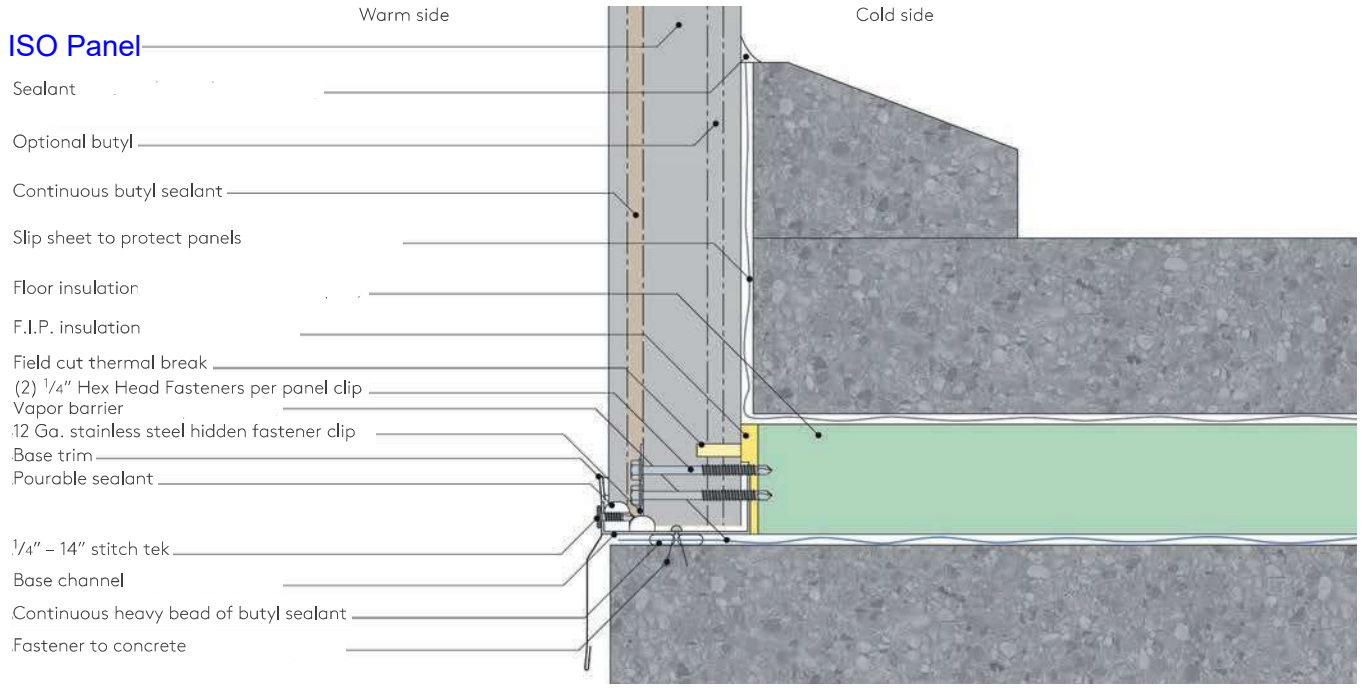 Warm side
Cold side
ISO Panel
Sealant
Optional butyl
Continuous butyl sealant
Slip sheet to protect panels
Floor insulation
F.I.P. insulation
Field cut thermal break
(2) 1/4" Hex Head Fasteners per panel clip
Vapor barrier
12 Ga. stainless steel hidden fastener clip
Base trim
Pourable sealant
1/4" – 14" stitch tek
Base channel
Continuous heavy bead of butyl sealant
Fastener to concrete